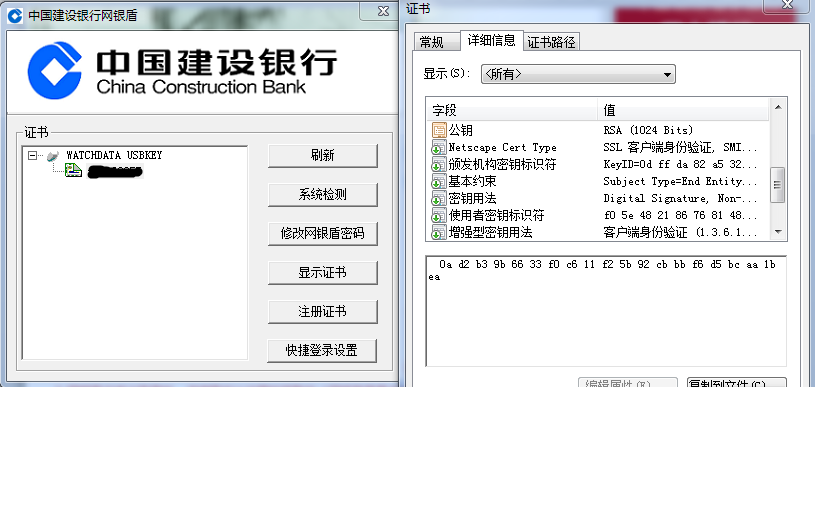 中国建设银行网银盾
中国建设银行
China Construction Bank
证书
WATCHDATA USBKEY
刷新
系统检测
修改网银盾密码
显示证书
注册证书
快捷登录设置
证书
常规 详细信息 证书路径
显示(S): <所有>
字段 值
公钥 RSA (1024 Bits)
Netscape Cert Type SSL 客户端身份验证, SMI...
颁发机构密钥标识符 KeyID=0d ff da 82 a5 32...
基本约束 Subject Type=End Entity...
密钥用法 Digital Signature, Non-...
使用者密钥标识符 f0 5e 48 21 86 76 81 48...
增强型密钥用法 客户端身份验证 (1.3.6.1...
0a d2 b3 9b 66 33 f0 c6 11 f2 5b 92 cb bb f6 d5 bc aa 1b
ea
编辑属性(E)... 复制到文件(C)...